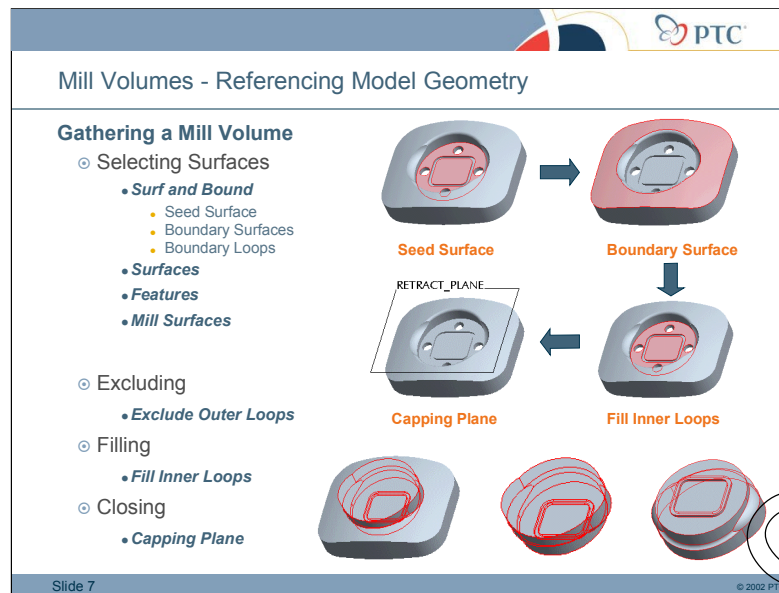 PTC
Mill Volumes - Referencing Model Geometry
Gathering a Mill Volume
Selecting Surfaces
Surf and Bound
Seed Surface
Boundary Surfaces
Boundary Loops
Surfaces
Features
Mill Surfaces
Excluding
Exclude Outer Loops
Filling
Fill Inner Loops
Closing
Capping Plane
Seed Surface
Boundary Surface
RETRACT_PLANE
Capping Plane
Fill Inner Loops
Slide 7
© 2002 PT